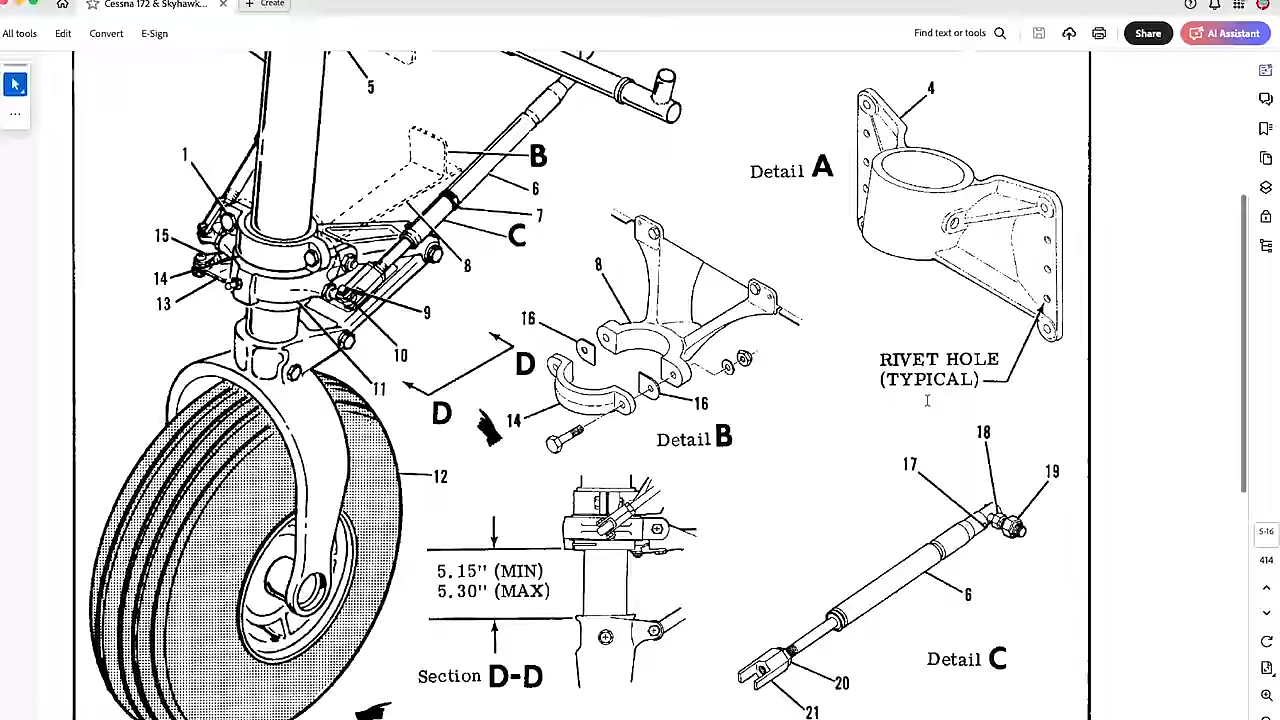 Cessna 172 & Skyhawk...
Create
All tools
Edit
Convert
E-Sign
Find text or tools
Share
AI Assistant
5
4
1
B
Detail A
6
7
15
C
8
14
8
13
9
16
10
D
RIVET HOLE
(TYPICAL)
11
16
D
14
Detail B
18
17
19
12
5.15" (MIN)
5.30" (MAX)
6
Section D-D
Detail C
20
21
5-16
414